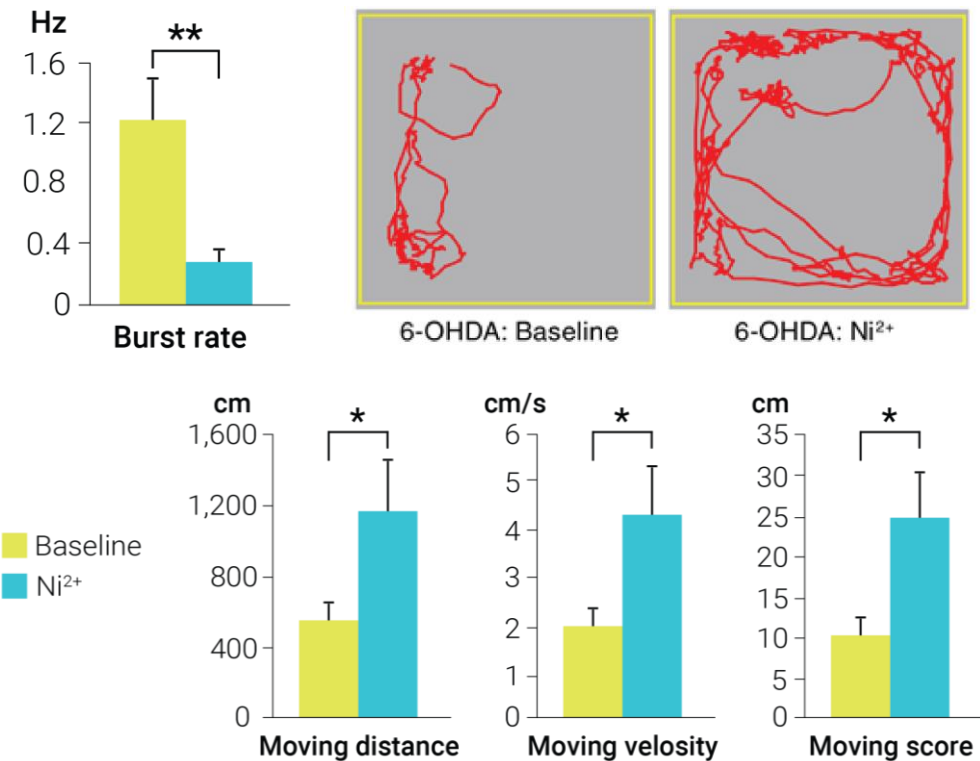 Hz
**
1.6
1.2
0.8
0.4
0
Burst rate
6-OHDA: Baseline
6-OHDA: Ni²⁺
Baseline
Ni²⁺
cm
*
1,600
1,200
800
400
0
Moving distance
cm/s
*
6
5
4
3
2
1
0
Moving velosity
cm
*
35
30
25
20
15
10
5
0
Moving score